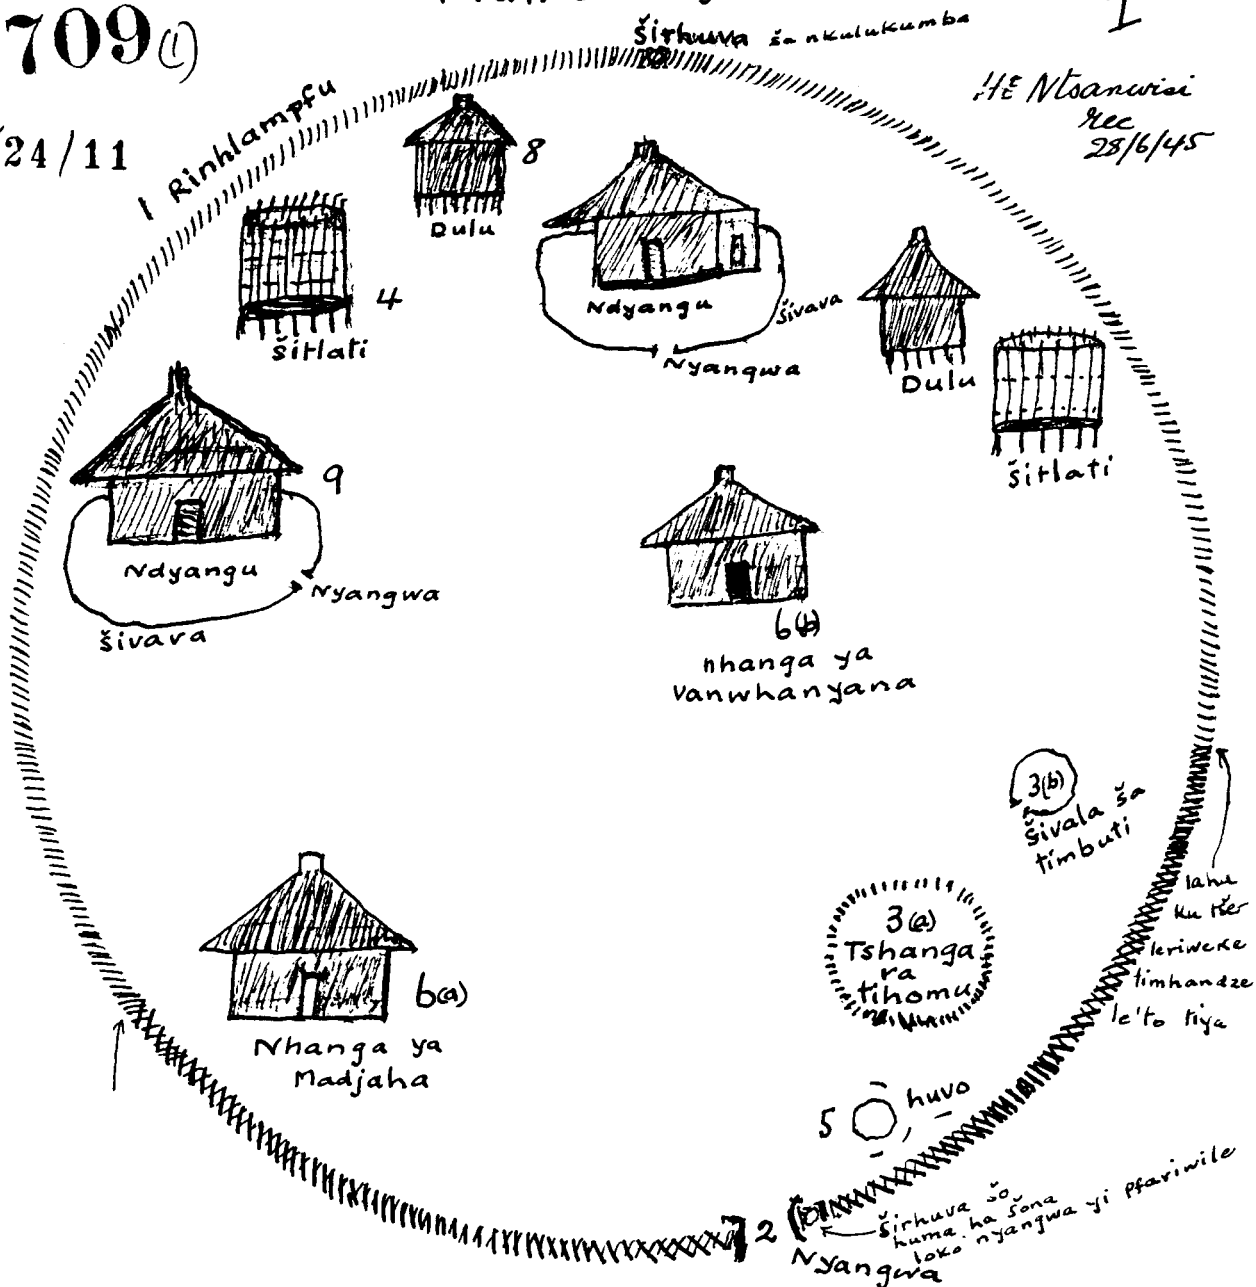 709(1)
24/11
I
HE Ntsanwisi
rec
28/6/45
Širhuva ša nkulukumba
1 Rinhlampfu
8
Dulu
4
šitlati
Ndyangu
šivara
Nyangwa
Dulu
šitlati
9
Ndyangu
Nyangwa
šivara
6(b)
nhanga ya
vanwhanyana
3(b)
šivala ša
timbuti
3(a)
Tshanga
ra
tihomu
lahu
ku
leriweke
timhandze
le'to tiya
6(a)
Nhanga ya
Madjaha
5
huvo
2
Nyangwa
širhuva šo
huma ha šona
loko nyangwa yi pfariwile